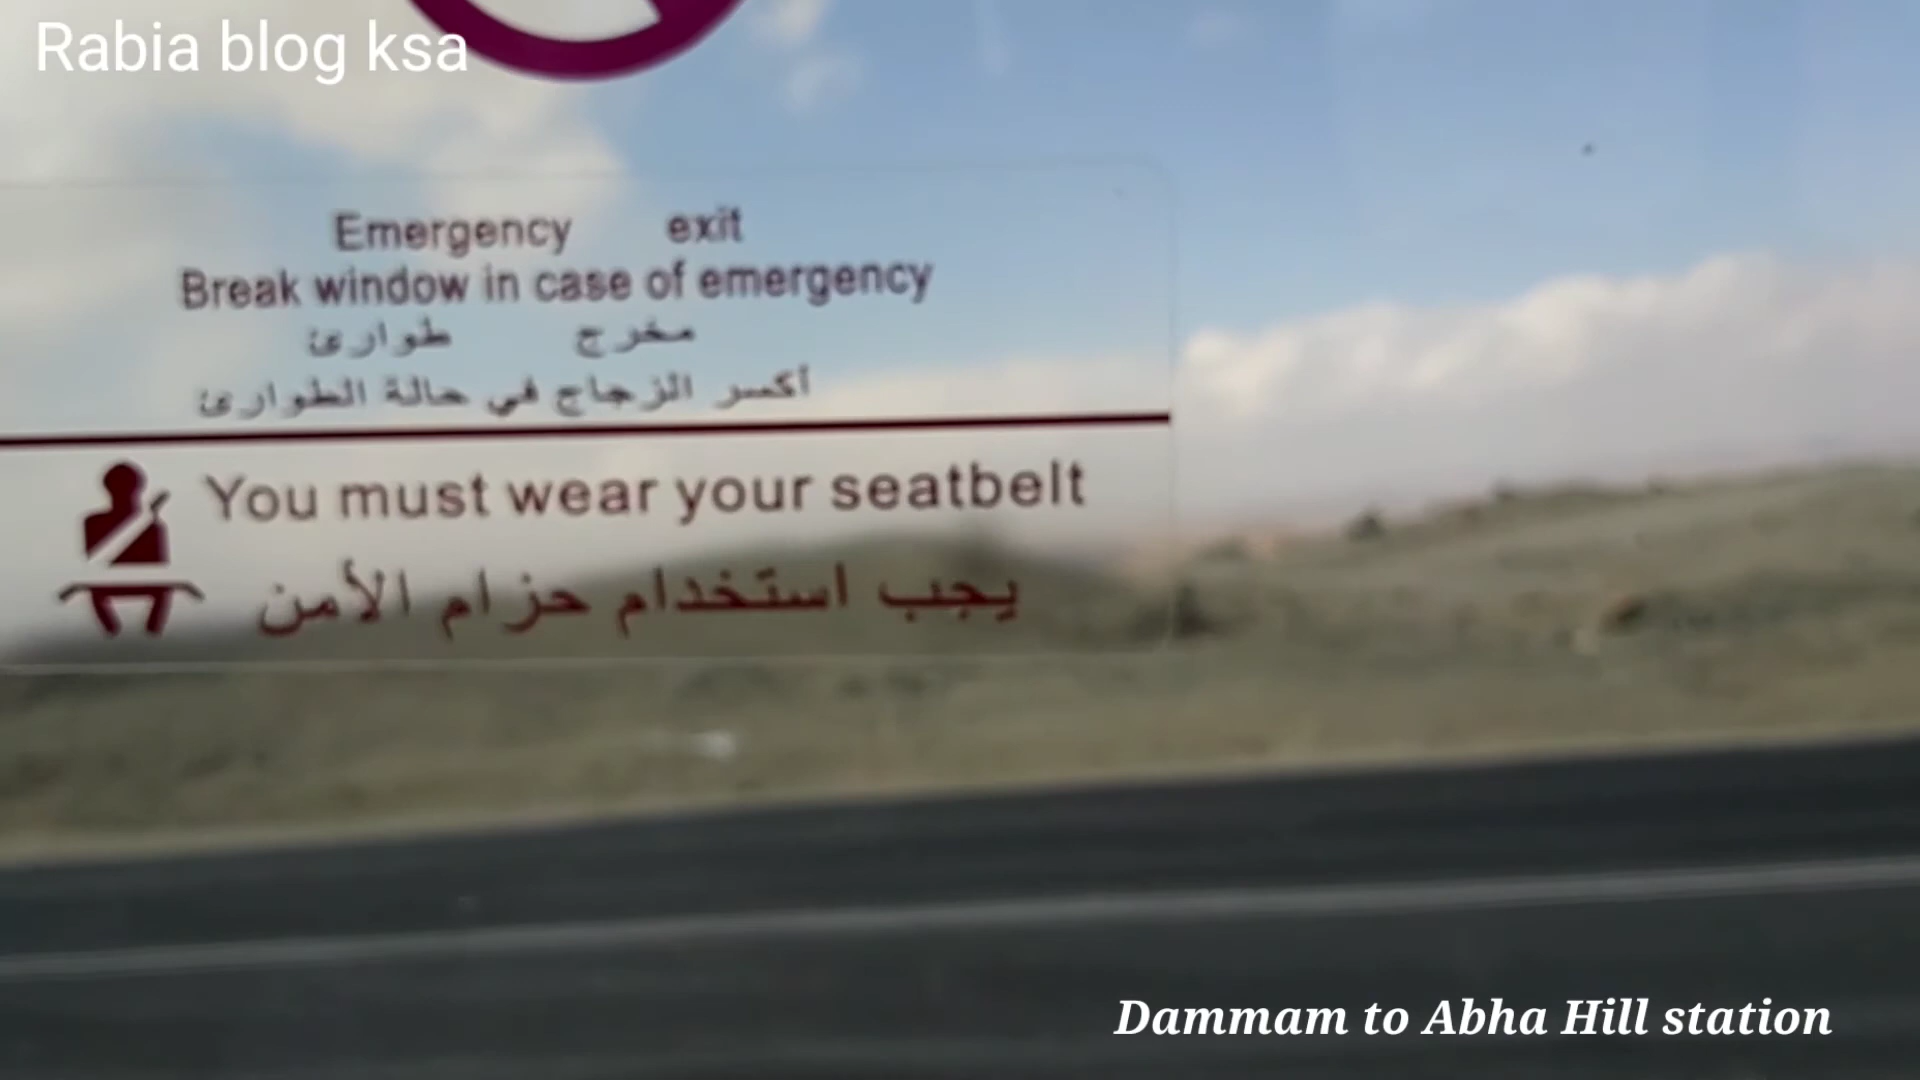 Rabia blog ksa
Emergency exit
Break window in case of emergency
مخرج طوارئ
أكسر الزجاج في حالة الطوارئ
You must wear your seatbelt
يجب استخدام حزام الأمن
Dammam to Abha Hill station